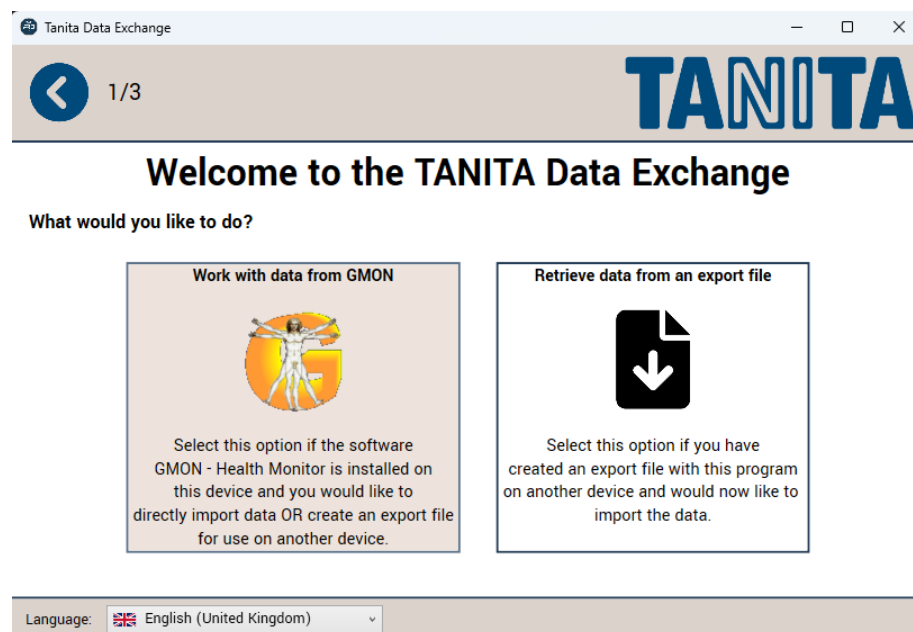 Tanita Data Exchange
1/3
TANITA
Welcome to the TANITA Data Exchange
What would you like to do?
Work with data from GMON
G
Select this option if the software
GMON - Health Monitor is installed on
this device and you would like to
directly import data OR create an export file
for use on another device.
Retrieve data from an export file
Select this option if you have
created an export file with this program
on another device and would now like to
import the data.
Language: English (United Kingdom)